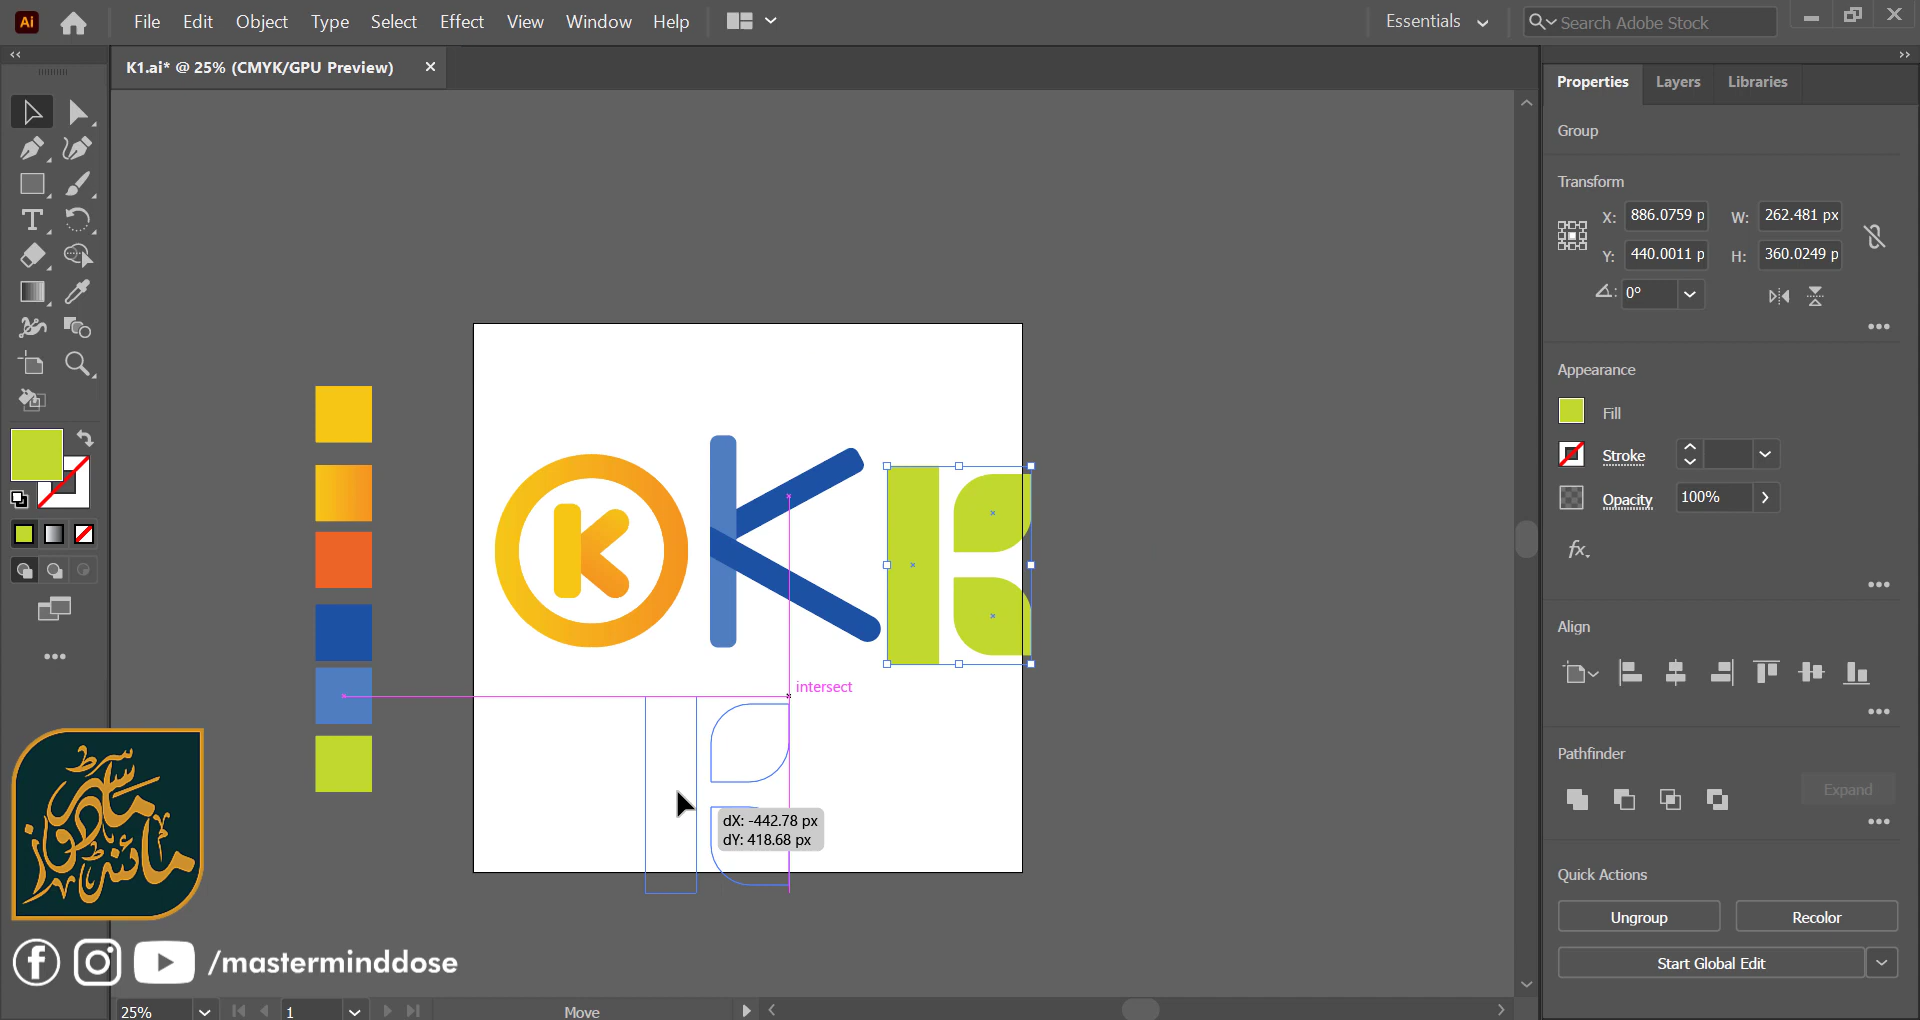 Ai File Edit Object Type Select Effect View Window Help Essentials Search Adobe Stock
K1.ai* @ 25% (CMYK/GPU Preview) ×
Properties Layers Libraries
Group
Transform
X: 886.0759 p W: 262.481 px
Y: 440.0011 p H: 360.0249 p
0°
Appearance
Fill
Stroke
Opacity 100%
fx.
Align
intersect
dX: -442.78 px
dY: 418.68 px
Pathfinder
Expand
Quick Actions
Ungroup Recolor
Start Global Edit
ماسٹر
مائنڈ ڈوز
/masterminddose
25% 1 Move